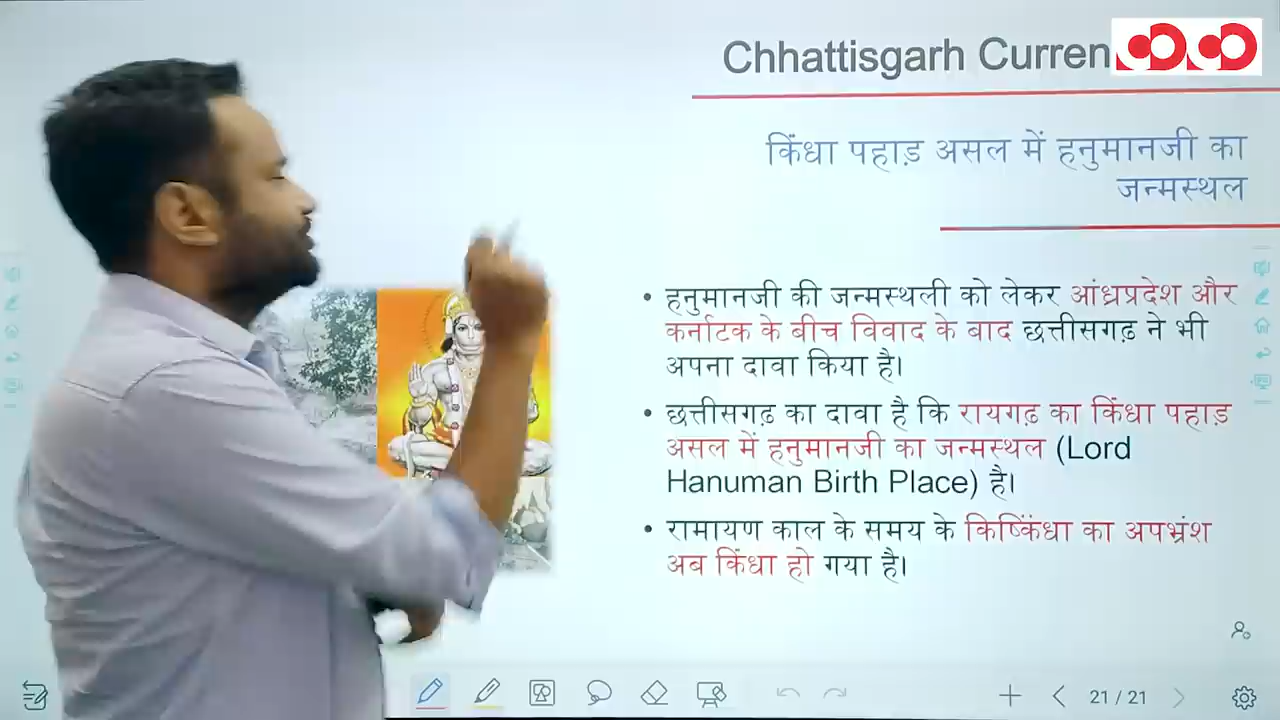 Chhattisgarh Curren
किंधा पहाड़ असल में हनुमानजी का
जन्मस्थल
• हनुमानजी की जन्मस्थली को लेकर आंध्रप्रदेश और
कर्नाटक के बीच विवाद के बाद छत्तीसगढ़ ने भी
अपना दावा किया है।
• छत्तीसगढ़ का दावा है कि रायगढ़ का किंधा पहाड़
असल में हनुमानजी का जन्मस्थल (Lord
Hanuman Birth Place) है।
• रामायण काल के समय के किष्किंधा का अपभ्रंश
अब किंधा हो गया है।
21 / 21